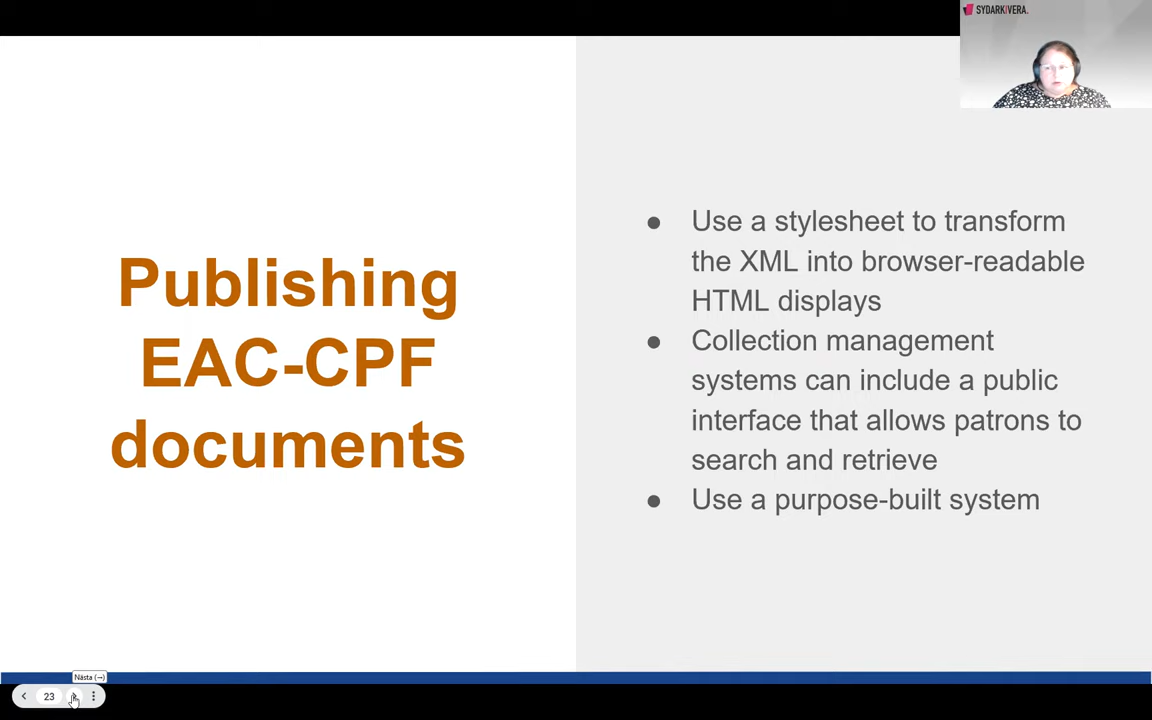 SYDARKIVERA.
Publishing
EAC-CPF
documents
● Use a stylesheet to transform
the XML into browser-readable
HTML displays
● Collection management
systems can include a public
interface that allows patrons to
search and retrieve
● Use a purpose-built system
Nästa (→)
23